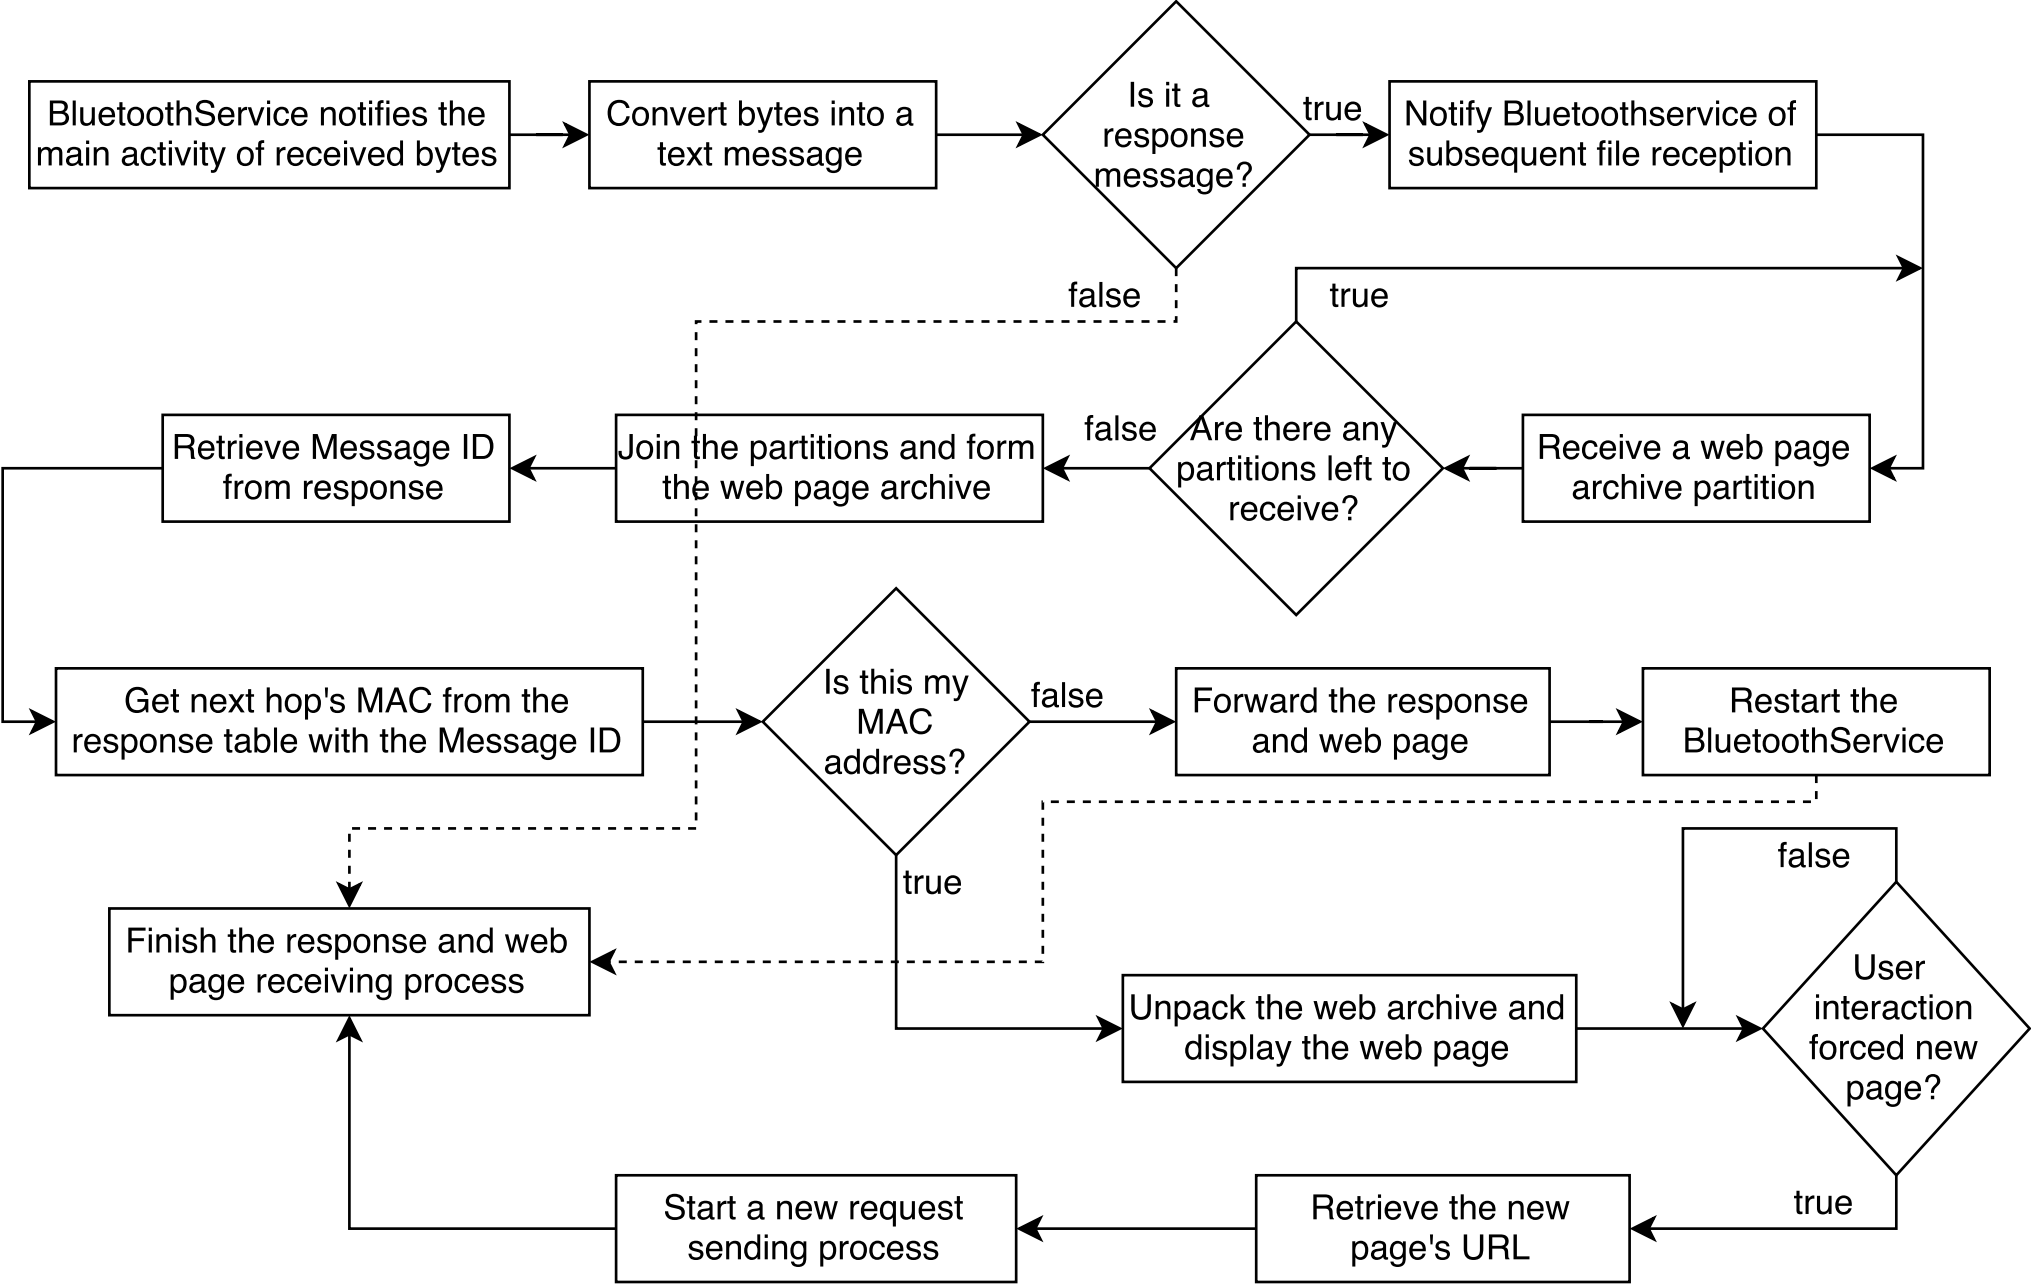 BluetoothService notifies the
main activity of received bytes
Convert bytes into a
text message
Is it a
response
message?
true
Notify Bluetoothservice of
subsequent file reception
false
true
Retrieve Message ID
from response
Join the partitions and form
the web page archive
false
Are there any
partitions left to
receive?
Receive a web page
archive partition
Get next hop's MAC from the
response table with the Message ID
Is this my
MAC
address?
false
Forward the response
and web page
Restart the
BluetoothService
true
false
Finish the response and web
page receiving process
Unpack the web archive and
display the web page
User
interaction
forced new
page?
true
Start a new request
sending process
Retrieve the new
page's URL